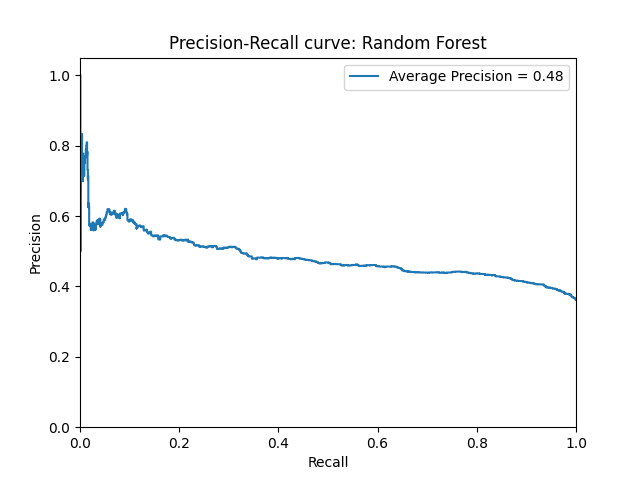 Precision-Recall curve: Random Forest
Average Precision = 0.48
1.0
0.8
0.6
0.4
0.2
0.0
Precision
0.0 0.2 0.4 0.6 0.8 1.0
Recall